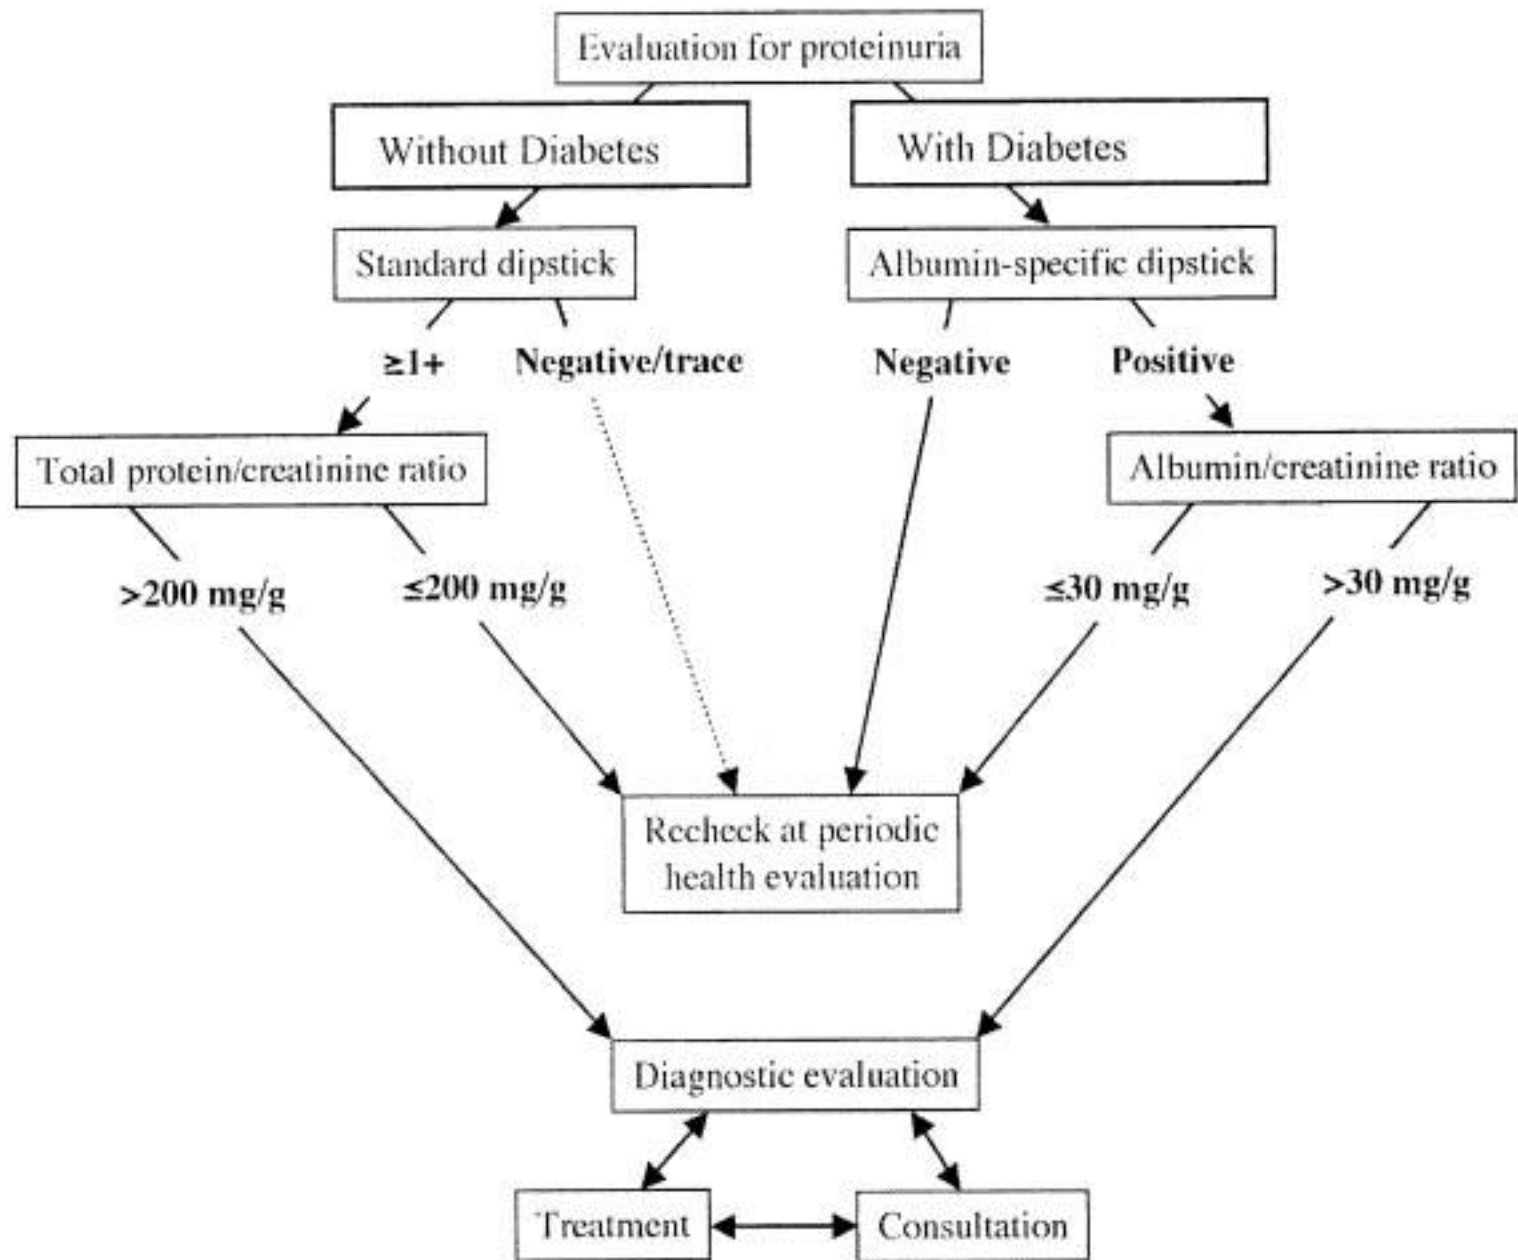 Evaluation for proteinuria
Without Diabetes
With Diabetes
Standard dipstick
Albumin-specific dipstick
≥1+
Negative/trace
Negative
Positive
Total protein/creatinine ratio
Albumin/creatinine ratio
>200 mg/g
≤200 mg/g
≤30 mg/g
>30 mg/g
Recheck at periodic
health evaluation
Diagnostic evaluation
Treatment
Consultation